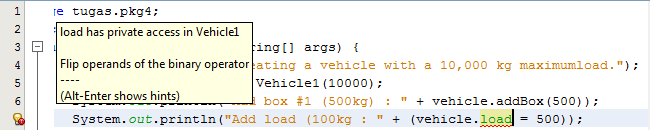 1 ge tugas.pkg4;
2
load has private access in Vehicle1
3 ring[] args) {
Flip operands of the binary operator
4 eating a vehicle with a 10,000 kg maximumload.");
----
5 Vehicle1(10000);
(Alt-Enter shows hints)
6 box #1 (500kg) : " + vehicle.addBox(500));
System.out.println("Add load (100kg : " + (vehicle.load = 500));